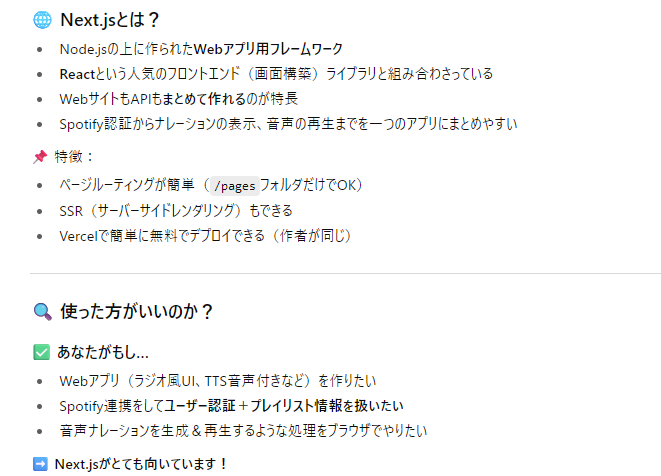 🌐 Next.jsとは？
• Node.jsの上に作られたWebアプリ用フレームワーク
• Reactという人気のフロントエンド（画面構築）ライブラリと組み合わさっている
• WebサイトもAPIもまとめて作れるのが特長
• Spotify認証からナレーションの表示、音声の再生までを一つのアプリにまとめやすい
📌 特徴：
• ページルーティングが簡単（/pagesフォルダだけでOK）
• SSR（サーバーサイドレンダリング）もできる
• Vercelで簡単に無料でデプロイできる（作者が同じ）
🔍 使った方がいいのか？
✅ あなたがもし…
• Webアプリ（ラジオ風UI、TTS音声付きなど）を作りたい
• Spotify連携をしてユーザー認証＋プレイリスト情報を扱いたい
• 音声ナレーションを生成＆再生するような処理をブラウザでやりたい
➡️ Next.jsがとても向いています！